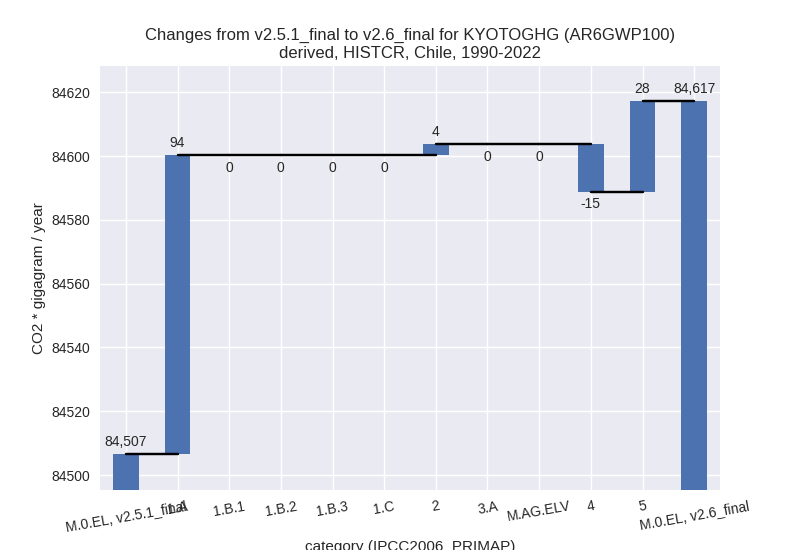 Changes from v2.5.1_final to v2.6_final for KYOTOGHG (AR6GWP100)
derived, HISTCR, Chile, 1990-2022
CO2 * gigagram / year
84620
84600
84580
84560
84540
84520
84500
84,507
94
0
0
0
0
4
0
0
-15
28
84,617
M.0.EL, v2.5.1_final
1.A
1.B.1
1.B.2
1.B.3
1.C
2
3.A
M.AG.ELV
4
5
M.0.EL, v2.6_final
category (IPCC2006_PRIMAP)